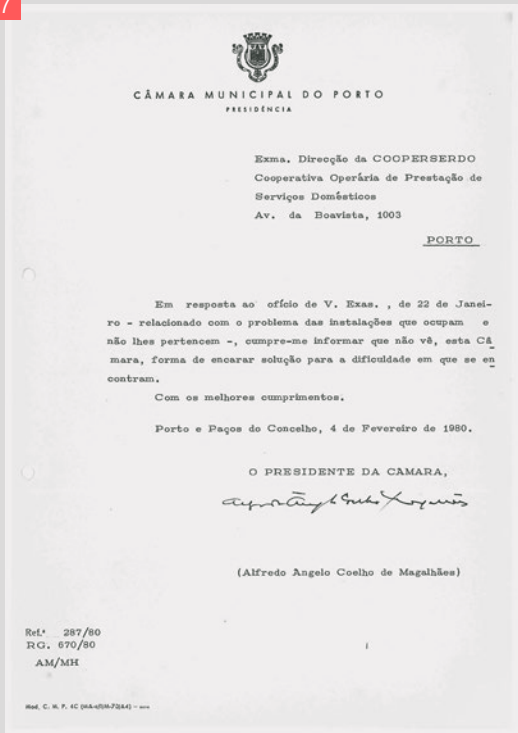 7
CÂMARA MUNICIPAL DO PORTO
PRESIDÊNCIA
Exma. Direcção da COOPERSERDO
Cooperativa Operária de Prestação de
Serviços Domésticos
Av. da Boavista, 1003
PORTO
Em resposta ao ofício de V. Exas. , de 22 de Janei-
ro - relacionado com o problema das instalações que ocupam e
não lhes pertencem -, cumpre-me informar que não vê, esta Câ
mara, forma de encarar solução para a dificuldade em que se en
contram.
Com os melhores cumprimentos.
Porto e Paços do Concelho, 4 de Fevereiro de 1980.
O PRESIDENTE DA CAMARA,
(Alfredo Angelo Coelho de Magalhães)
Ref.ª 287/80
RG. 670/80
AM/MH
Mod. C. M. P. 4C